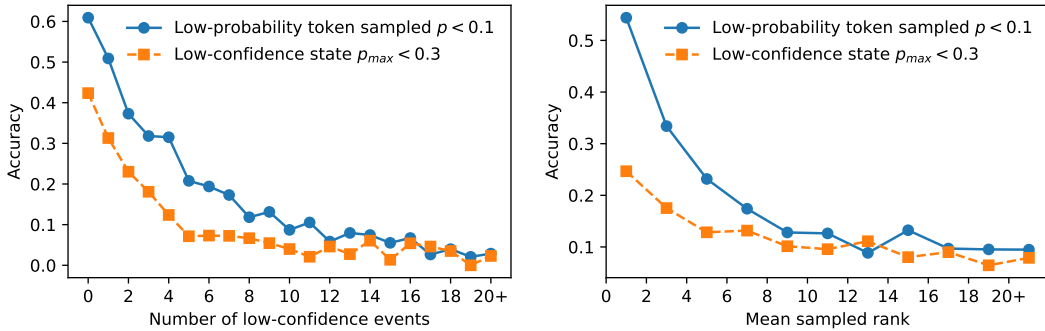 Low-probability token sampled p < 0.1
Low-confidence state p_max < 0.3
Accuracy
0.6
0.5
0.4
0.3
0.2
0.1
0.0
0 2 4 6 8 10 12 14 16 18 20+
Number of low-confidence events
Low-probability token sampled p < 0.1
Low-confidence state p_max < 0.3
Accuracy
0.5
0.4
0.3
0.2
0.1
0 2 4 6 8 10 12 14 16 18 20+
Mean sampled rank